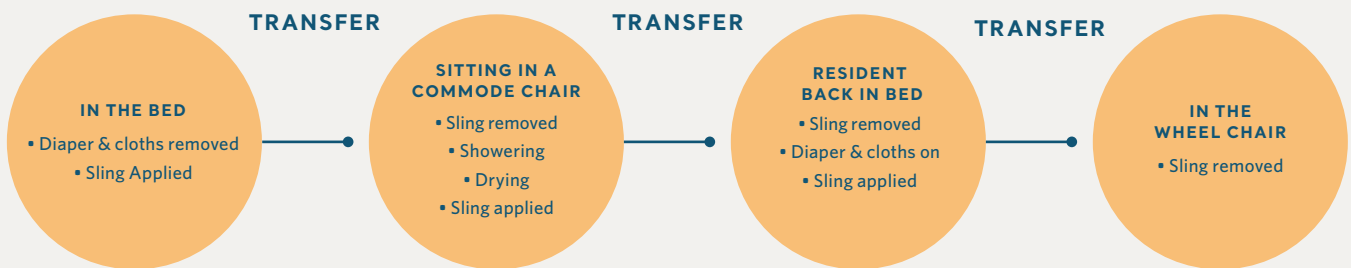 TRANSFER
TRANSFER
TRANSFER
IN THE BED
▪ Diaper & cloths removed
▪ Sling Applied
SITTING IN A
COMMODE CHAIR
▪ Sling removed
▪ Showering
▪ Drying
▪ Sling applied
RESIDENT
BACK IN BED
▪ Sling removed
▪ Diaper & cloths on
▪ Sling applied
IN THE
WHEEL CHAIR
▪ Sling removed